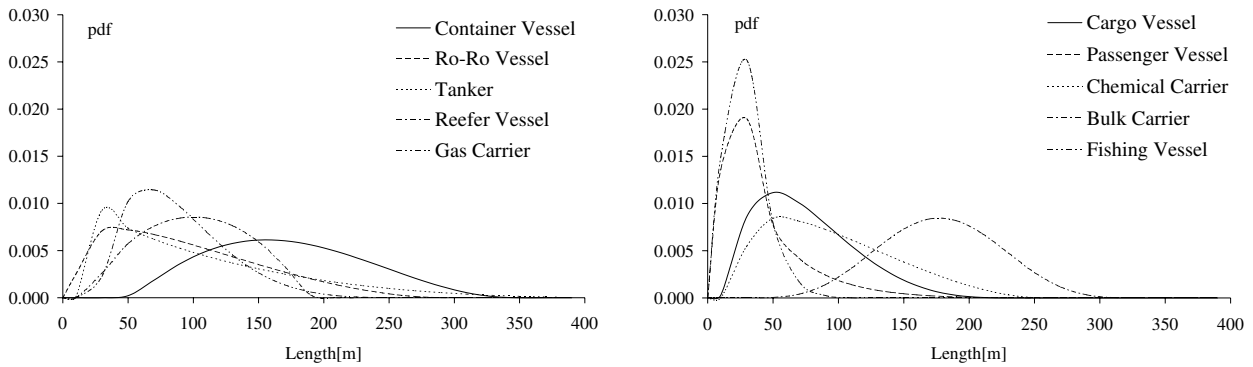 0.030
pdf
0.025
0.020
0.015
0.010
0.005
0.000
0 50 100 150 200 250 300 350 400
Length[m]
Container Vessel
Ro-Ro Vessel
Tanker
Reefer Vessel
Gas Carrier
0.030
pdf
0.025
0.020
0.015
0.010
0.005
0.000
0 50 100 150 200 250 300 350 400
Length[m]
Cargo Vessel
Passenger Vessel
Chemical Carrier
Bulk Carrier
Fishing Vessel